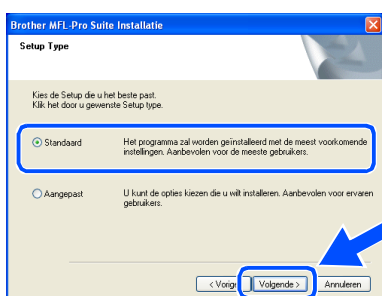 Brother MFL-Pro Suite Installatie
Setup Type
Kies de Setup die u het beste past.
Klik het door u gewenste Setup type.
Standaard
Het programma zal worden geïnstalleerd met de meest voorkomende
instellingen. Aanbevolen voor de meeste gebruikers.
Aangepast
U kunt de opties kiezen die u wilt installeren. Aanbevolen voor ervaren
gebruikers.
< Vorige
Volgende >
Annuleren